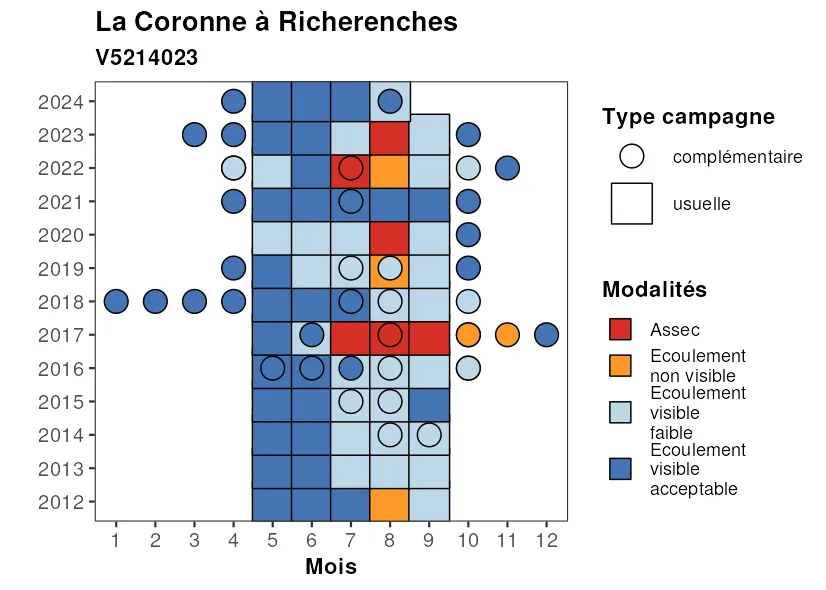 La Coronne à Richerenches
V5214023
2024
2023
2022
2021
2020
2019
2018
2017
2016
2015
2014
2013
2012
1 2 3 4 5 6 7 8 9 10 11 12
Mois
Type campagne
complémentaire
usuelle
Modalités
Assec
Ecoulement
non visible
Ecoulement
visible
faible
Ecoulement
visible
acceptable